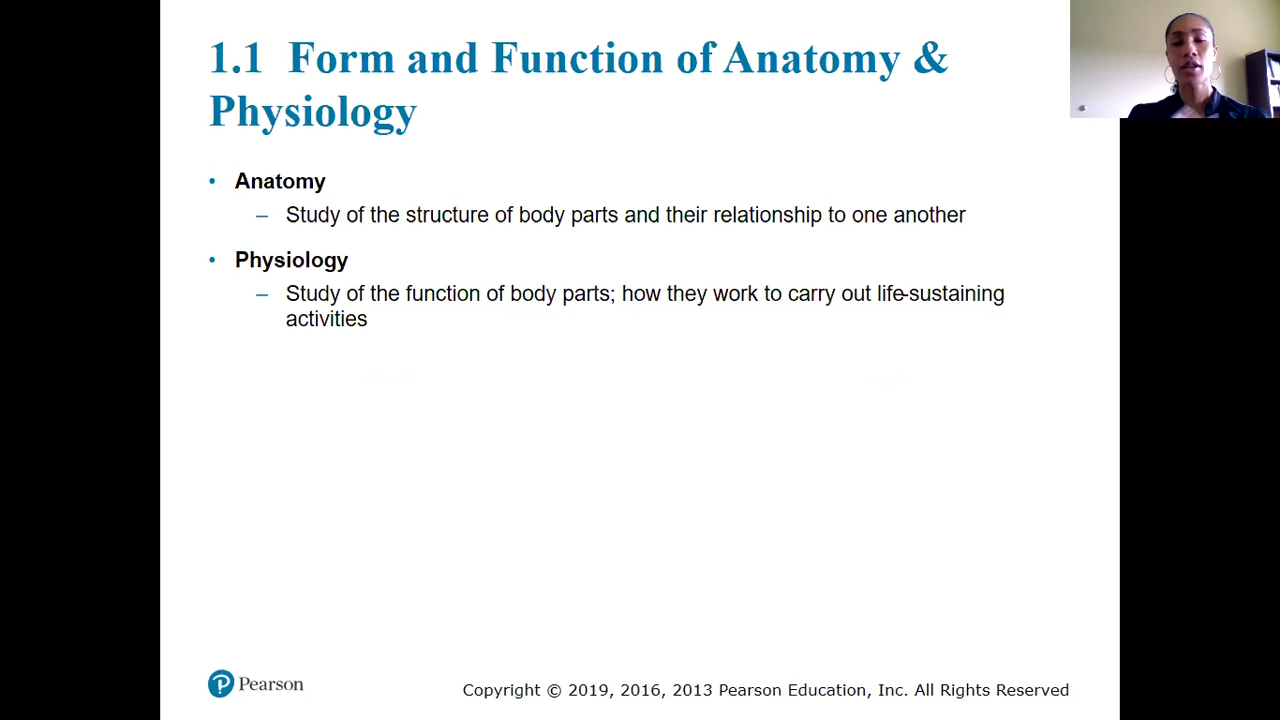 1.1 Form and Function of Anatomy &
Physiology
• Anatomy
– Study of the structure of body parts and their relationship to one another
• Physiology
– Study of the function of body parts; how they work to carry out life-sustaining
activities
Pearson
Copyright © 2019, 2016, 2013 Pearson Education, Inc. All Rights Reserved